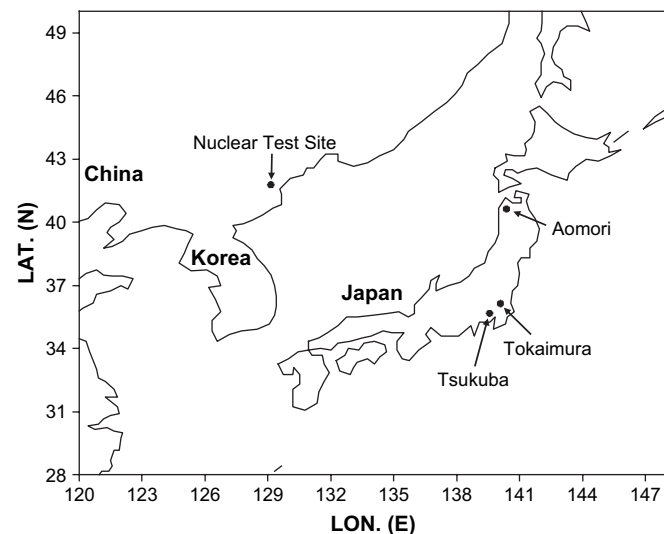 49
46
43
40
37
34
31
28
LAT. (N)
Nuclear Test Site
China
Korea
Japan
Aomori
Tokaimura
Tsukuba
120 123 126 129 132 135 138 141 144 147
LON. (E)